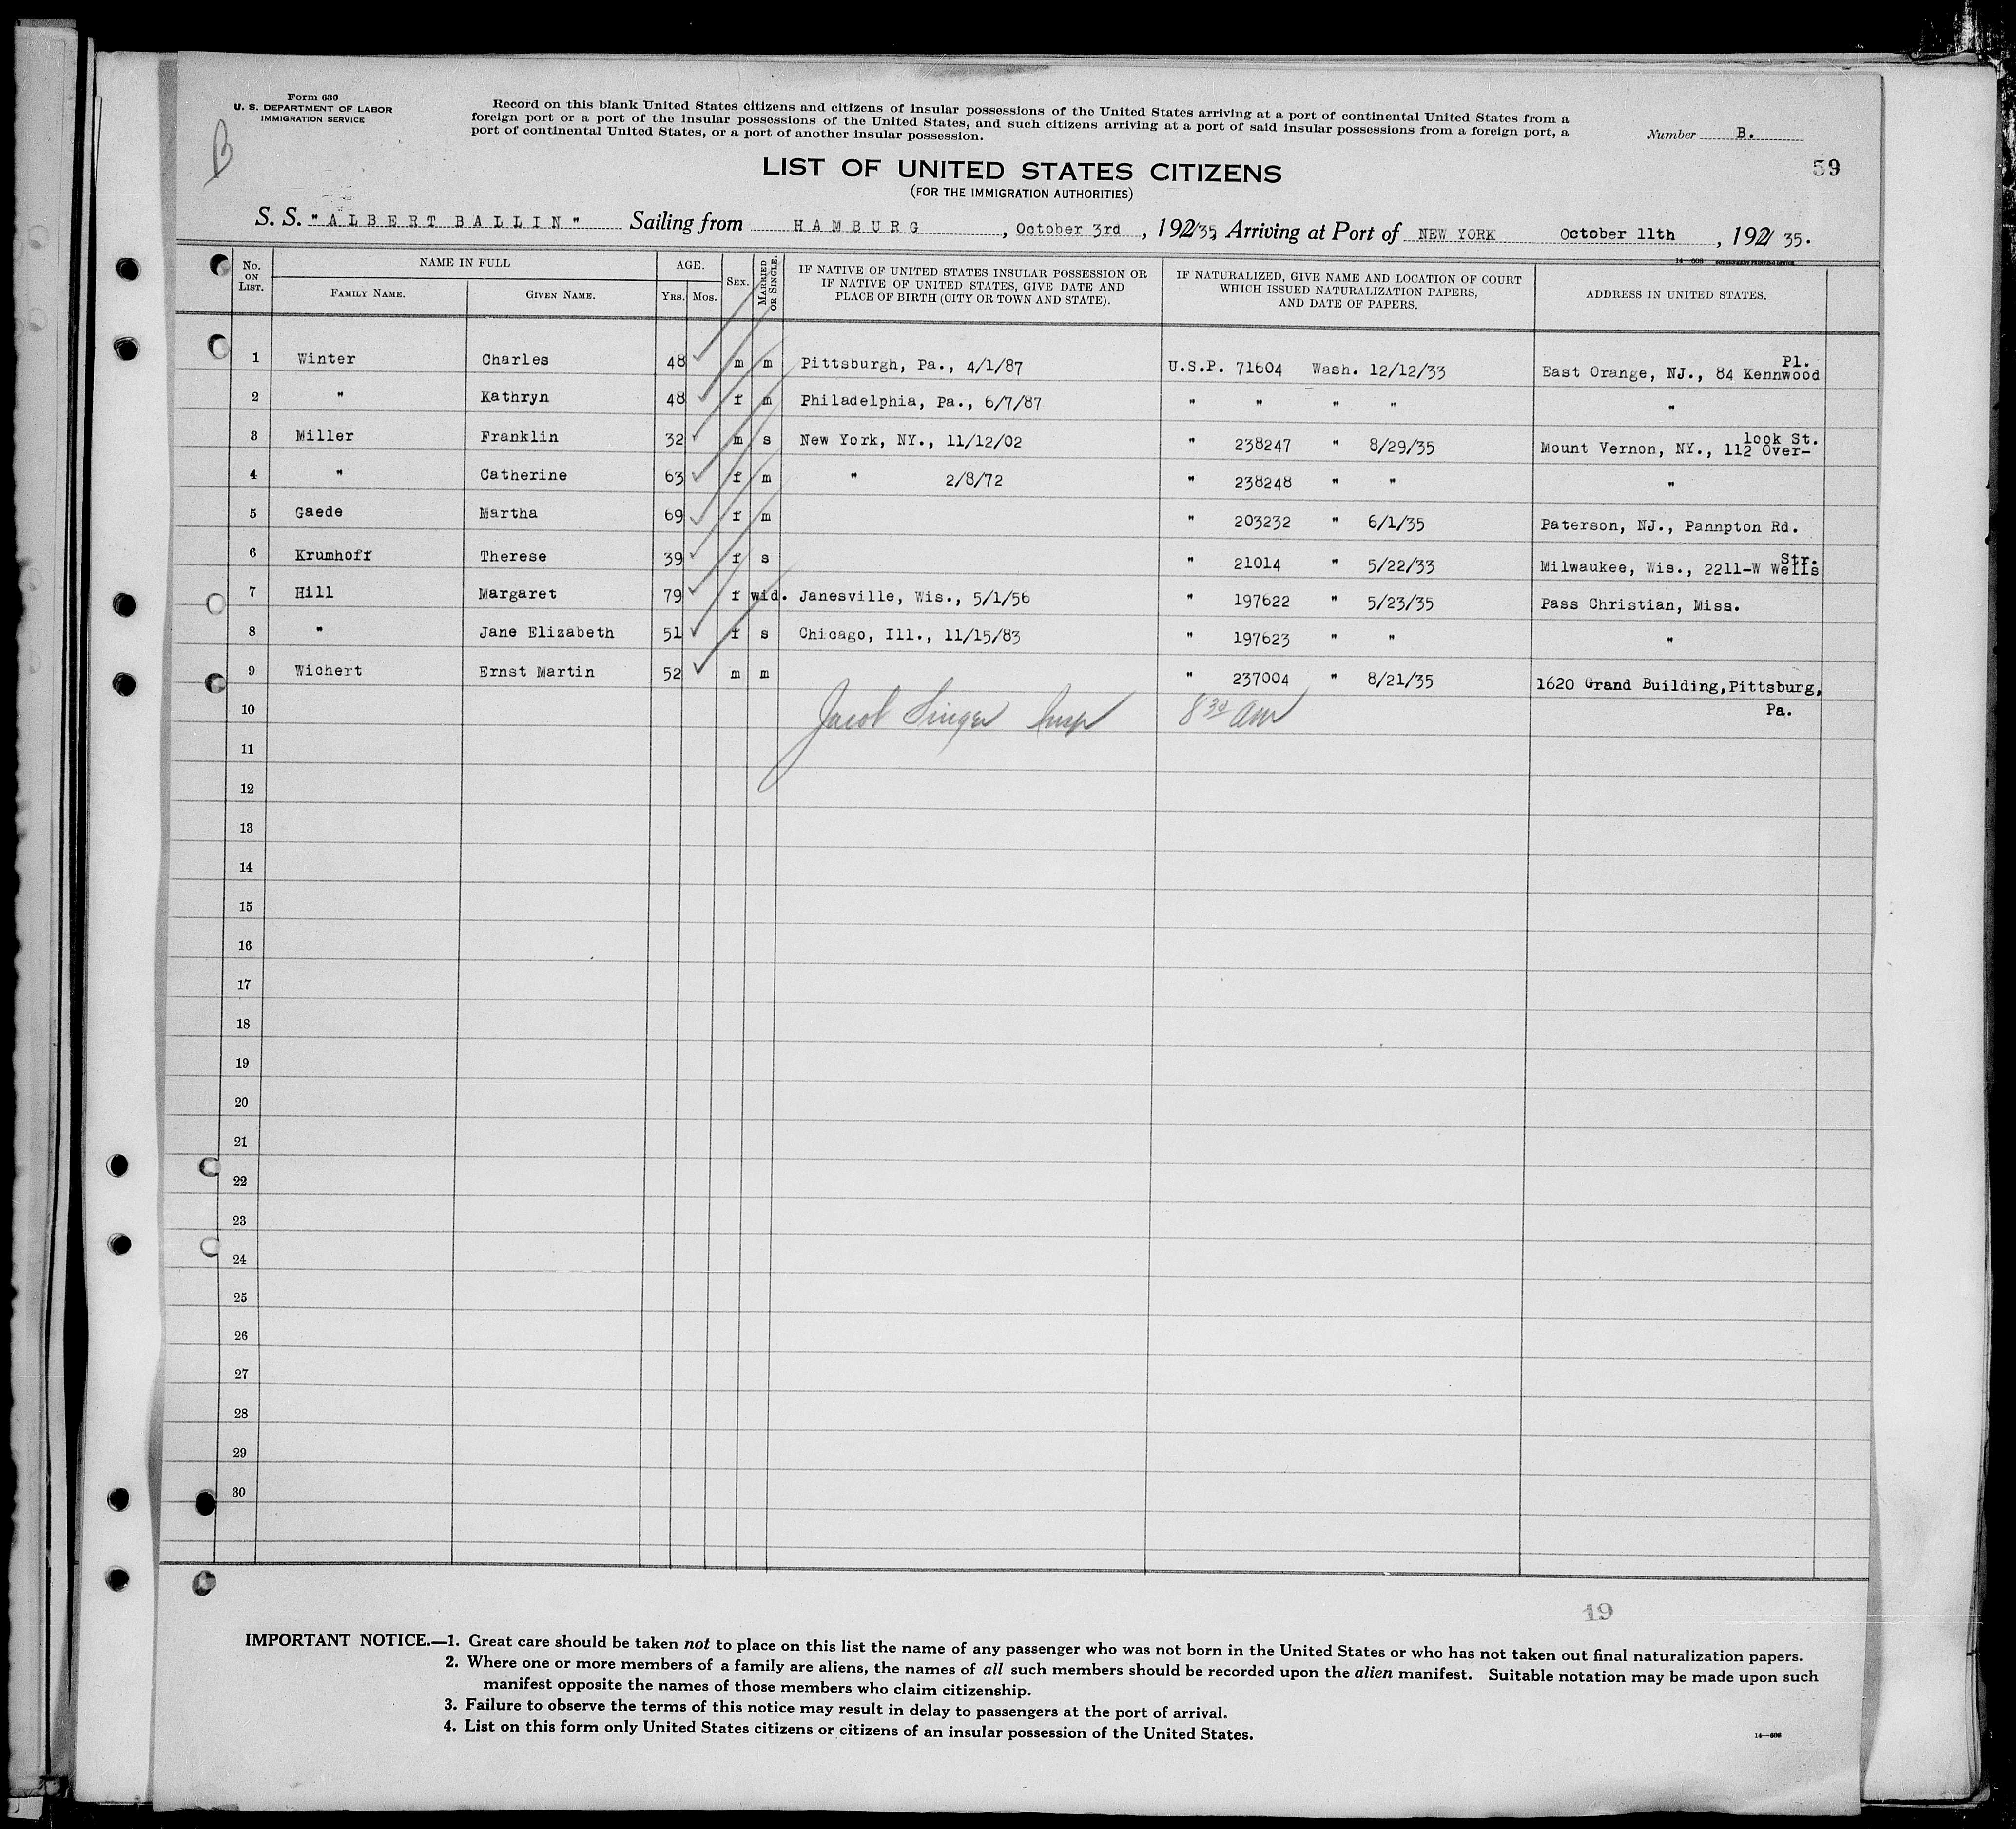 Form 630
U. S. DEPARTMENT OF LABOR
IMMIGRATION SERVICE
B
Record on this blank United States citizens and citizens of insular possessions of the United States arriving at a port of continental United States from a
foreign port or a port of the insular possessions of the United States, and such citizens arriving at a port of said insular possessions from a foreign port, a
port of continental United States, or a port of another insular possession.
Number B.
59
LIST OF UNITED STATES CITIZENS
(FOR THE IMMIGRATION AUTHORITIES)
S. S. "ALBERT BALLIN" Sailing from HAMBURG, October 3rd, 192/35, Arriving at Port of NEW YORK October 11th, 192/ 35.
14—608 GOVERNMENT PRINTING OFFICE
No. ON LIST. NAME IN FULL FAMILY NAME. GIVEN NAME. AGE. YRS. MOS. SEX. MARRIED OR SINGLE.
IF NATIVE OF UNITED STATES INSULAR POSSESSION OR
IF NATIVE OF UNITED STATES, GIVE DATE AND
PLACE OF BIRTH (CITY OR TOWN AND STATE).
IF NATURALIZED, GIVE NAME AND LOCATION OF COURT
WHICH ISSUED NATURALIZATION PAPERS,
AND DATE OF PAPERS.
ADDRESS IN UNITED STATES.
1 Winter Charles 48 m m Pittsburgh, Pa., 4/1/87 U.S.P. 71604 Wash. 12/12/33 East Orange, NJ., 84 Kennwood Pl.
2 " Kathryn 48 f m Philadelphia, Pa., 6/7/87 " " " " "
3 Miller Franklin 32 m s New York, NY., 11/12/02 " 238247 " 8/29/35 Mount Vernon, NY., 112 Over-look St.
4 " Catherine 63 f m " 2/8/72 " 238248 " " "
5 Gaede Martha 69 f m " 203232 " 6/1/35 Paterson, NJ., Pannpton Rd.
6 Krumhoff Therese 39 f s " 21014 " 5/22/33 Milwaukee, Wis., 2211-W Wells Str.
7 Hill Margaret 79 f wid. Janesville, Wis., 5/1/56 " 197622 " 5/23/35 Pass Christian, Miss.
8 " Jane Elizabeth 51 f s Chicago, Ill., 11/15/83 " 197623 " " "
9 Wichert Ernst Martin 52 m m " 237004 " 8/21/35 1620 Grand Building,Pittsburg,
10 Jacob Singer Insp 8 30 am Pa.
11
12
13
14
15
16
17
18
19
20
21
22
23
24
25
26
27
28
29
30
19
IMPORTANT NOTICE.—1. Great care should be taken not to place on this list the name of any passenger who was not born in the United States or who has not taken out final naturalization papers.
2. Where one or more members of a family are aliens, the names of all such members should be recorded upon the alien manifest. Suitable notation may be made upon such
manifest opposite the names of those members who claim citizenship.
3. Failure to observe the terms of this notice may result in delay to passengers at the port of arrival.
4. List on this form only United States citizens or citizens of an insular possession of the United States.
14—608